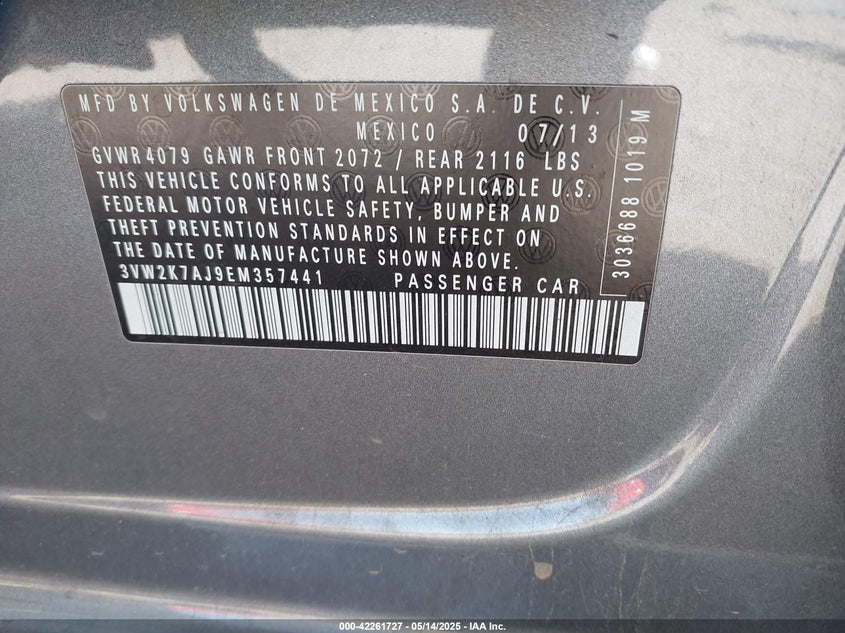 MFD BY VOLKSWAGEN DE MEXICO S.A. DE C.V.
MEXICO 07/13
GVWR 4079 GAWR FRONT 2072 / REAR 2116 LBS
THIS VEHICLE CONFORMS TO ALL APPLICABLE U.S.
FEDERAL MOTOR VEHICLE SAFETY, BUMPER AND
THEFT PREVENTION STANDARDS IN EFFECT ON
THE DATE OF MANUFACTURE SHOWN ABOVE.
3VW2K7AJ9EM357441 PASSENGER CAR
3036688 1019 M
000-42261727 - 05/14/2025 - IAA Inc.